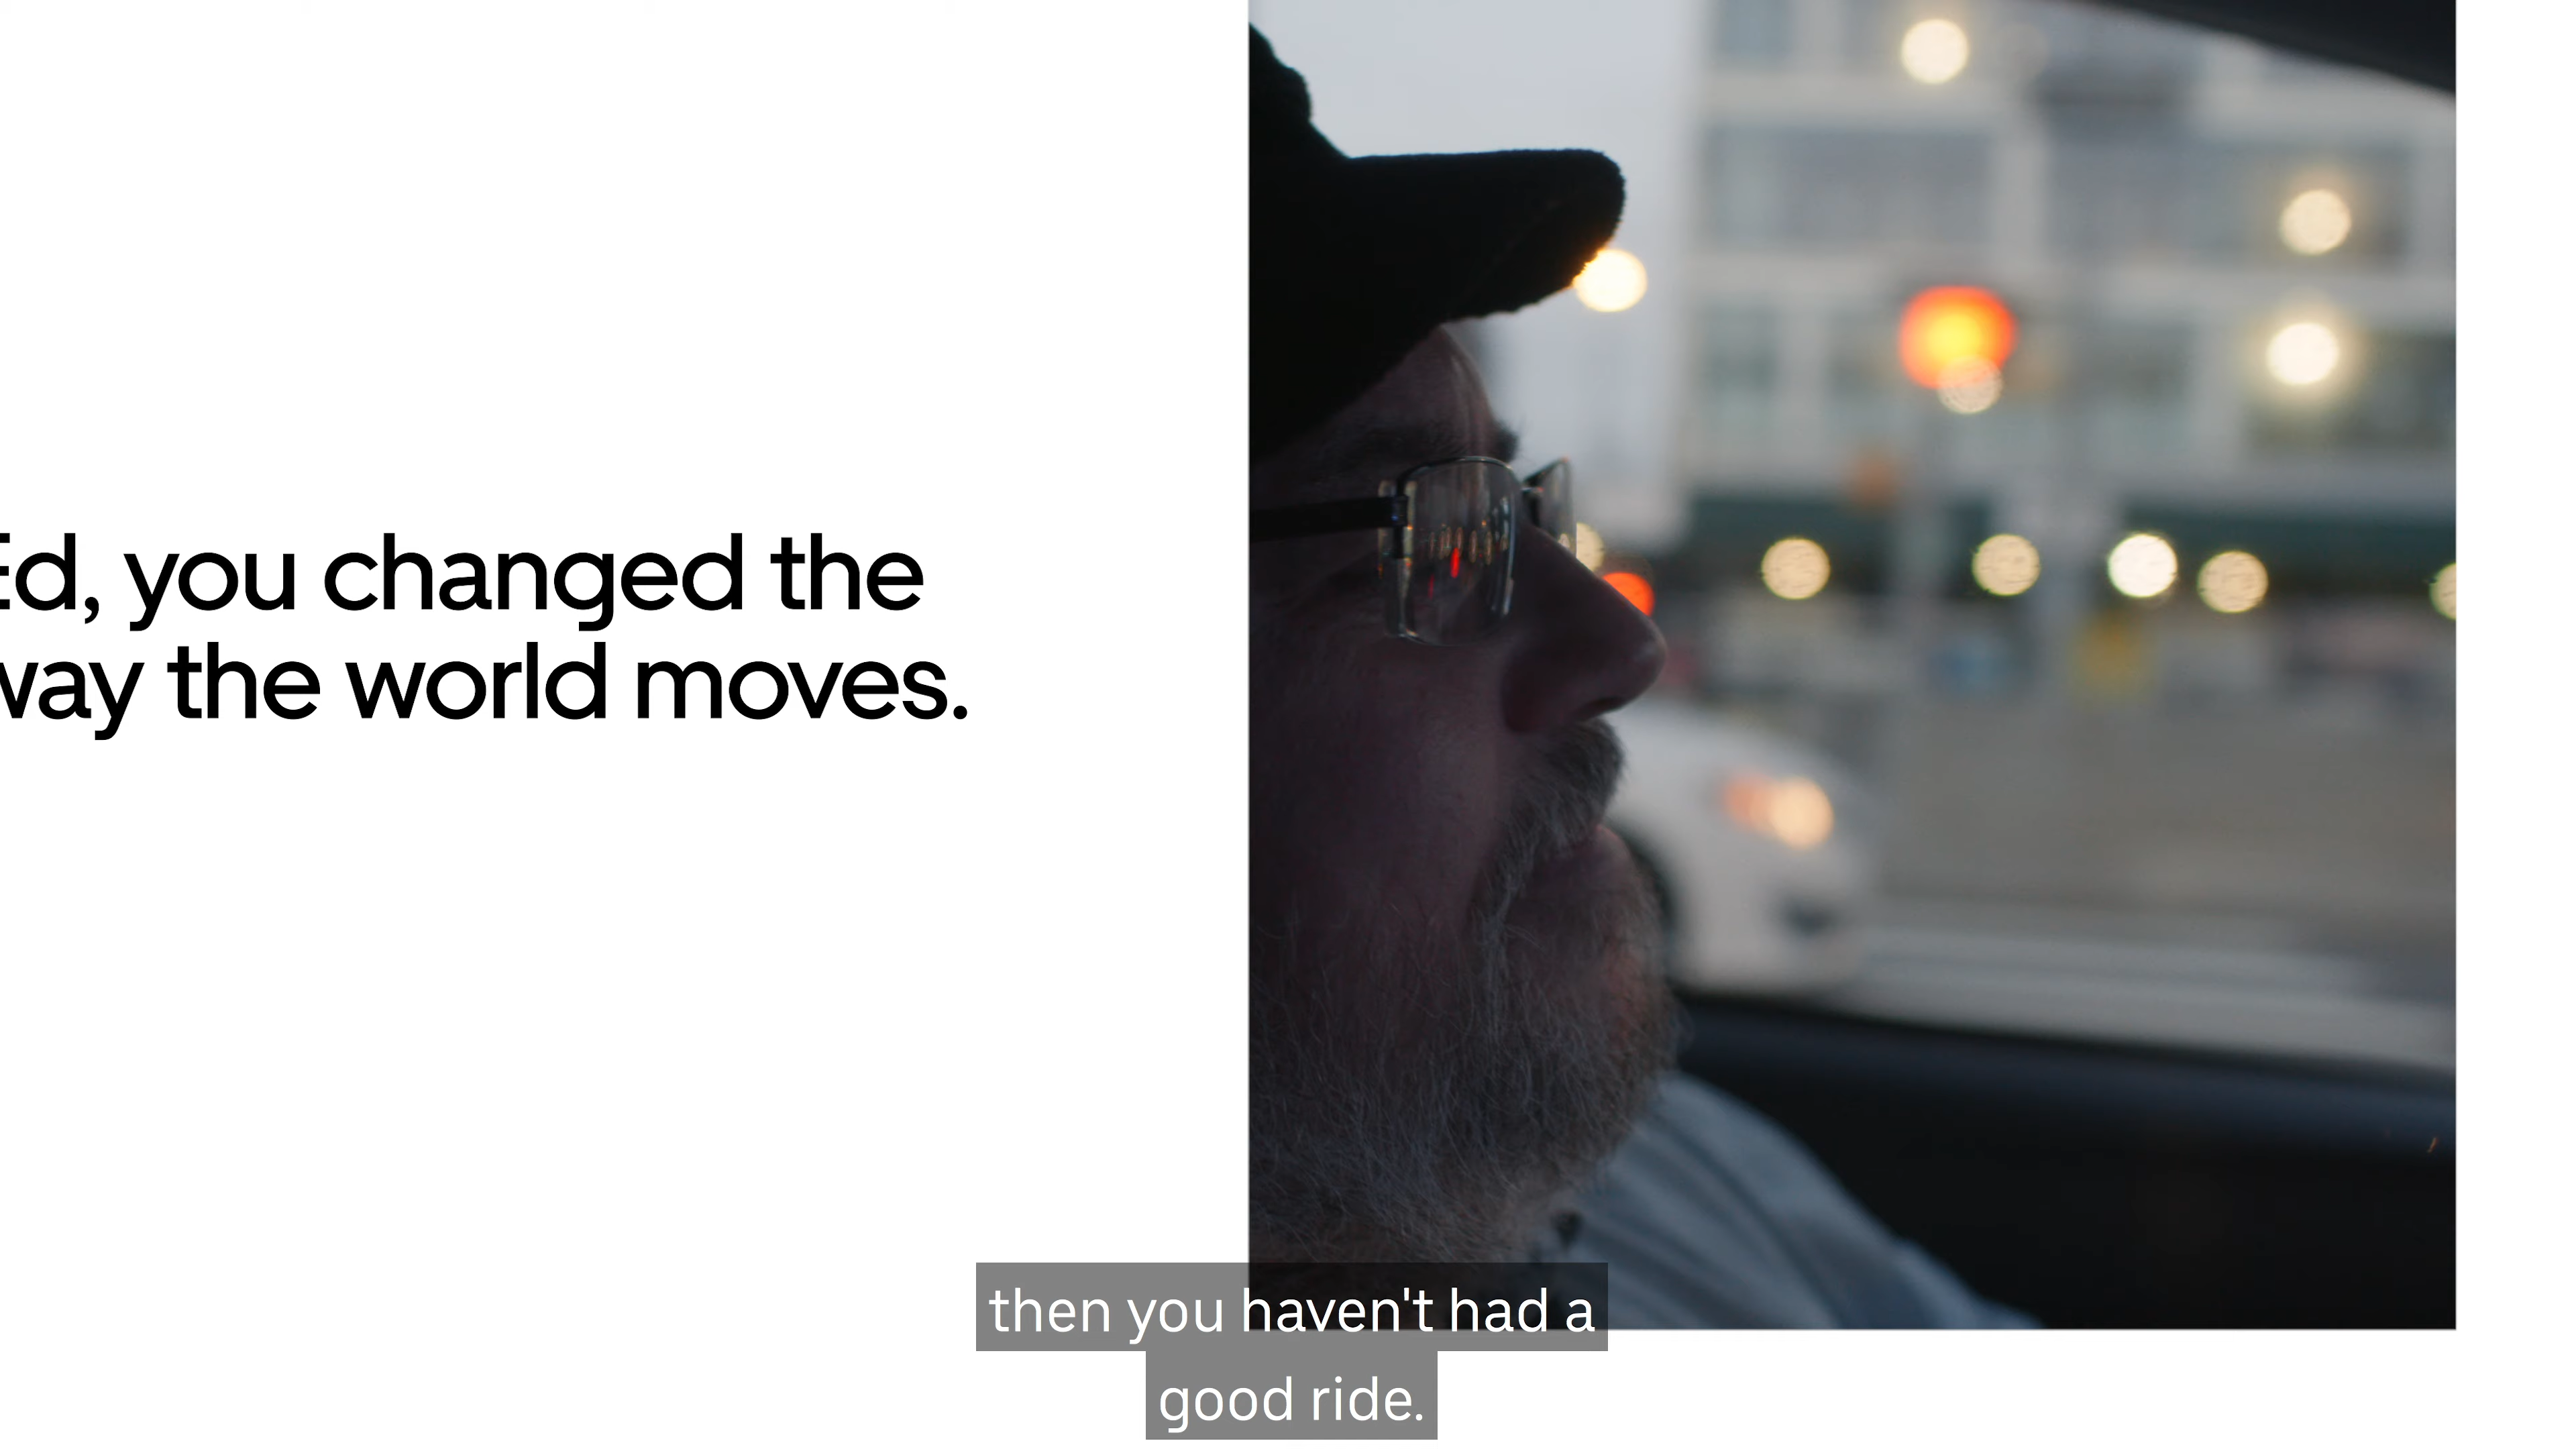 Ed, you changed the
way the world moves.
then you haven't had a
good ride.